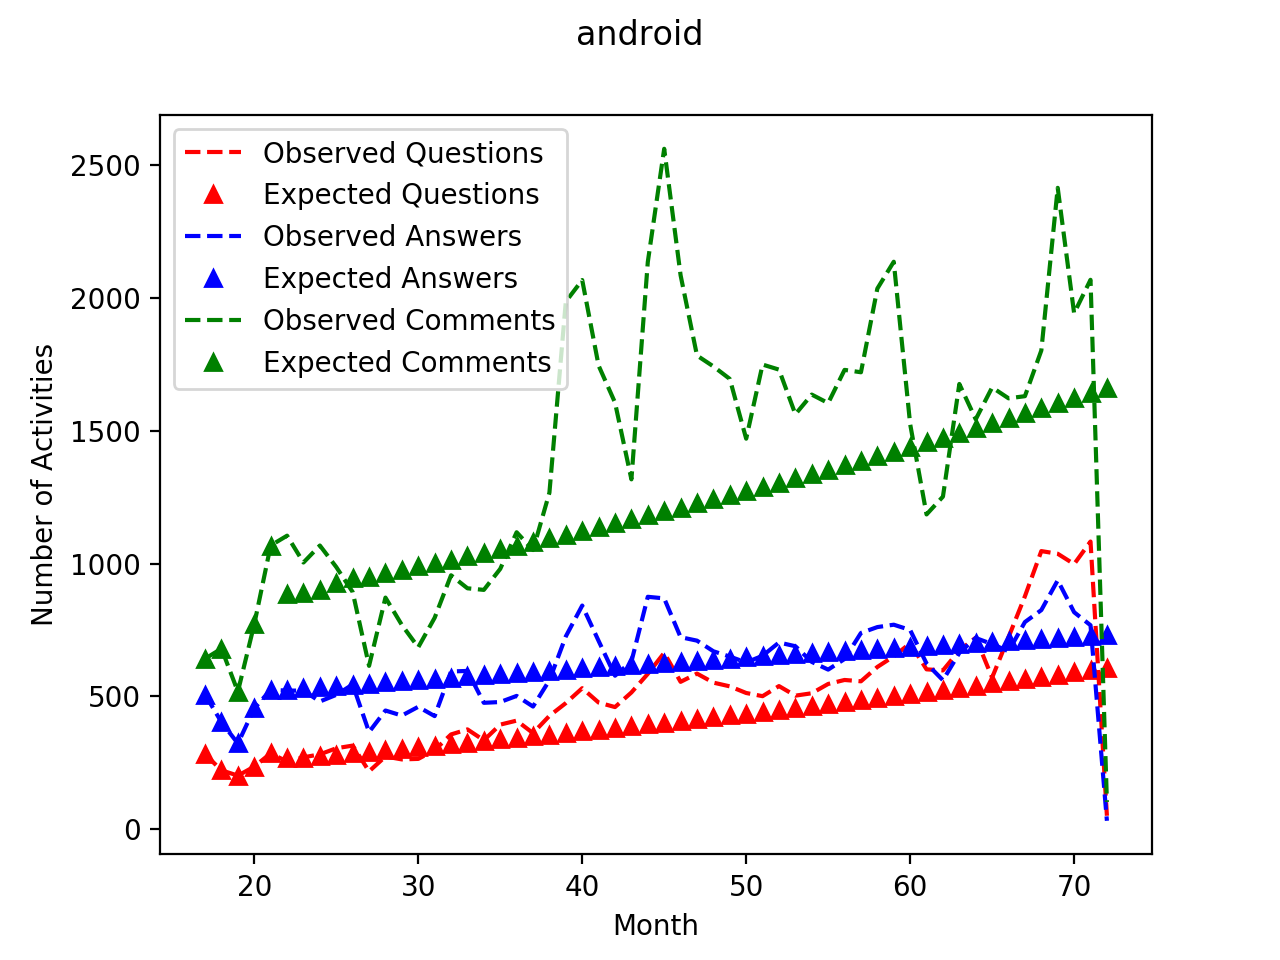 android
Observed Questions
Expected Questions
Observed Answers
Expected Answers
Observed Comments
Expected Comments
Number of Activities
2500
2000
1500
1000
500
0
20 30 40 50 60 70
Month